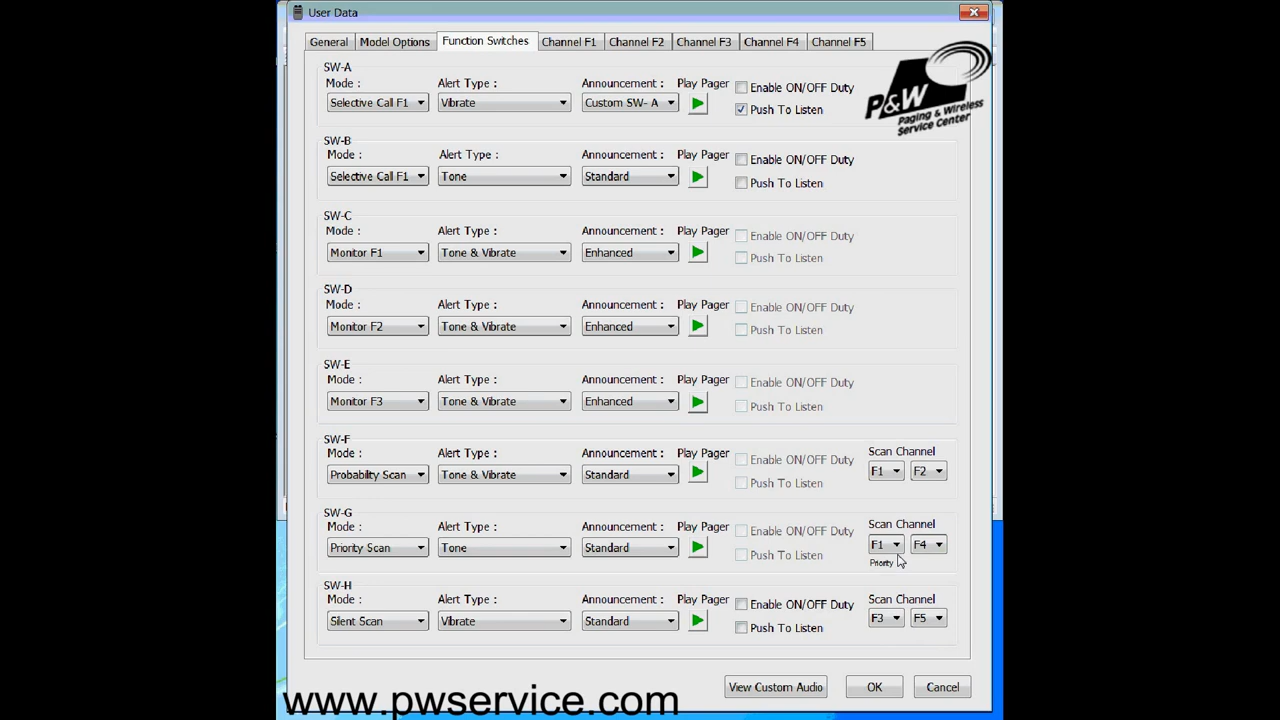 User Data
General Model Options Function Switches Channel F1 Channel F2 Channel F3 Channel F4 Channel F5
P&W
Paging & Wireless
Service Center
SW-A
Mode : Alert Type : Announcement : Play Pager
Selective Call F1 Vibrate Custom SW- A
Enable ON/OFF Duty
Push To Listen
SW-B
Mode : Alert Type : Announcement : Play Pager
Selective Call F1 Tone Standard
Enable ON/OFF Duty
Push To Listen
SW-C
Mode : Alert Type : Announcement : Play Pager
Monitor F1 Tone & Vibrate Enhanced
Enable ON/OFF Duty
Push To Listen
SW-D
Mode : Alert Type : Announcement : Play Pager
Monitor F2 Tone & Vibrate Enhanced
Enable ON/OFF Duty
Push To Listen
SW-E
Mode : Alert Type : Announcement : Play Pager
Monitor F3 Tone & Vibrate Enhanced
Enable ON/OFF Duty
Push To Listen
SW-F
Mode : Alert Type : Announcement : Play Pager
Probability Scan Tone & Vibrate Standard
Enable ON/OFF Duty
Push To Listen
Scan Channel
F1 F2
SW-G
Mode : Alert Type : Announcement : Play Pager
Priority Scan Tone Standard
Enable ON/OFF Duty
Push To Listen
Scan Channel
F1 F4
Priority
SW-H
Mode : Alert Type : Announcement : Play Pager
Silent Scan Vibrate Standard
Enable ON/OFF Duty
Push To Listen
Scan Channel
F3 F5
View Custom Audio OK Cancel
www.pwservice.com